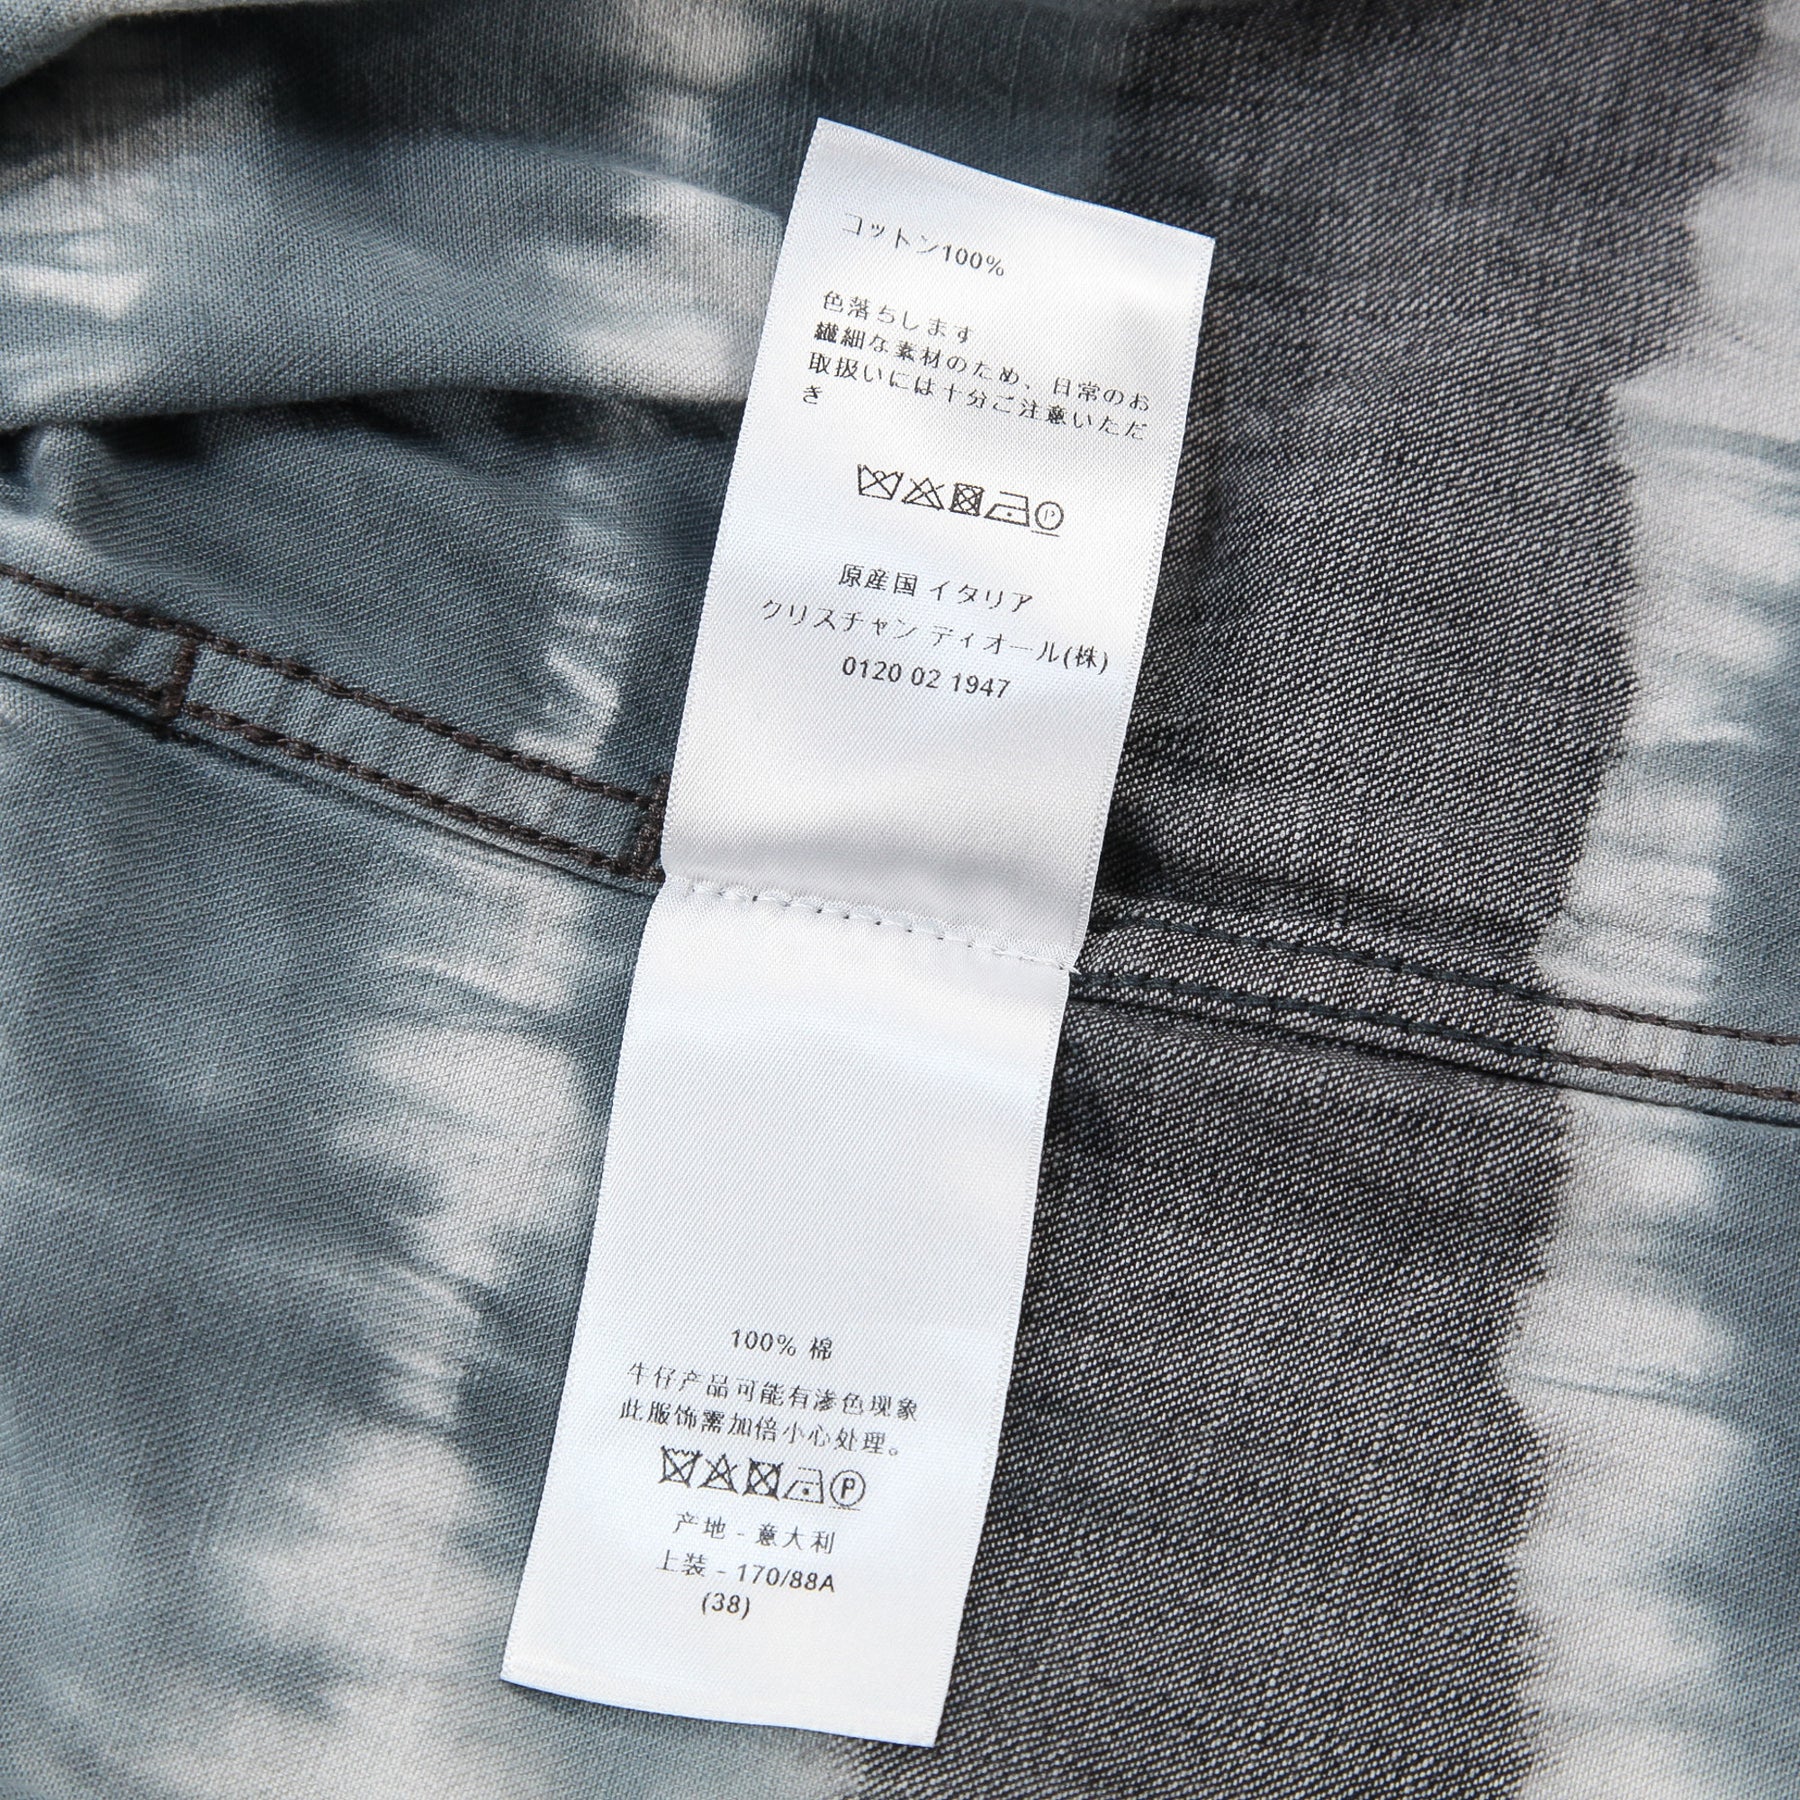 コットン100%
色落ちします
繊細な素材のため、日常のお
取扱いには十分ご注意いただ
き
P
原産国 イタリア
クリスチャン ディオール(株)
0120 02 1947
100% 棉
牛仔产品可能有渗色现象
此服饰需加倍小心处理。
P
产地 - 意大利
上装 - 170/88A
(38)